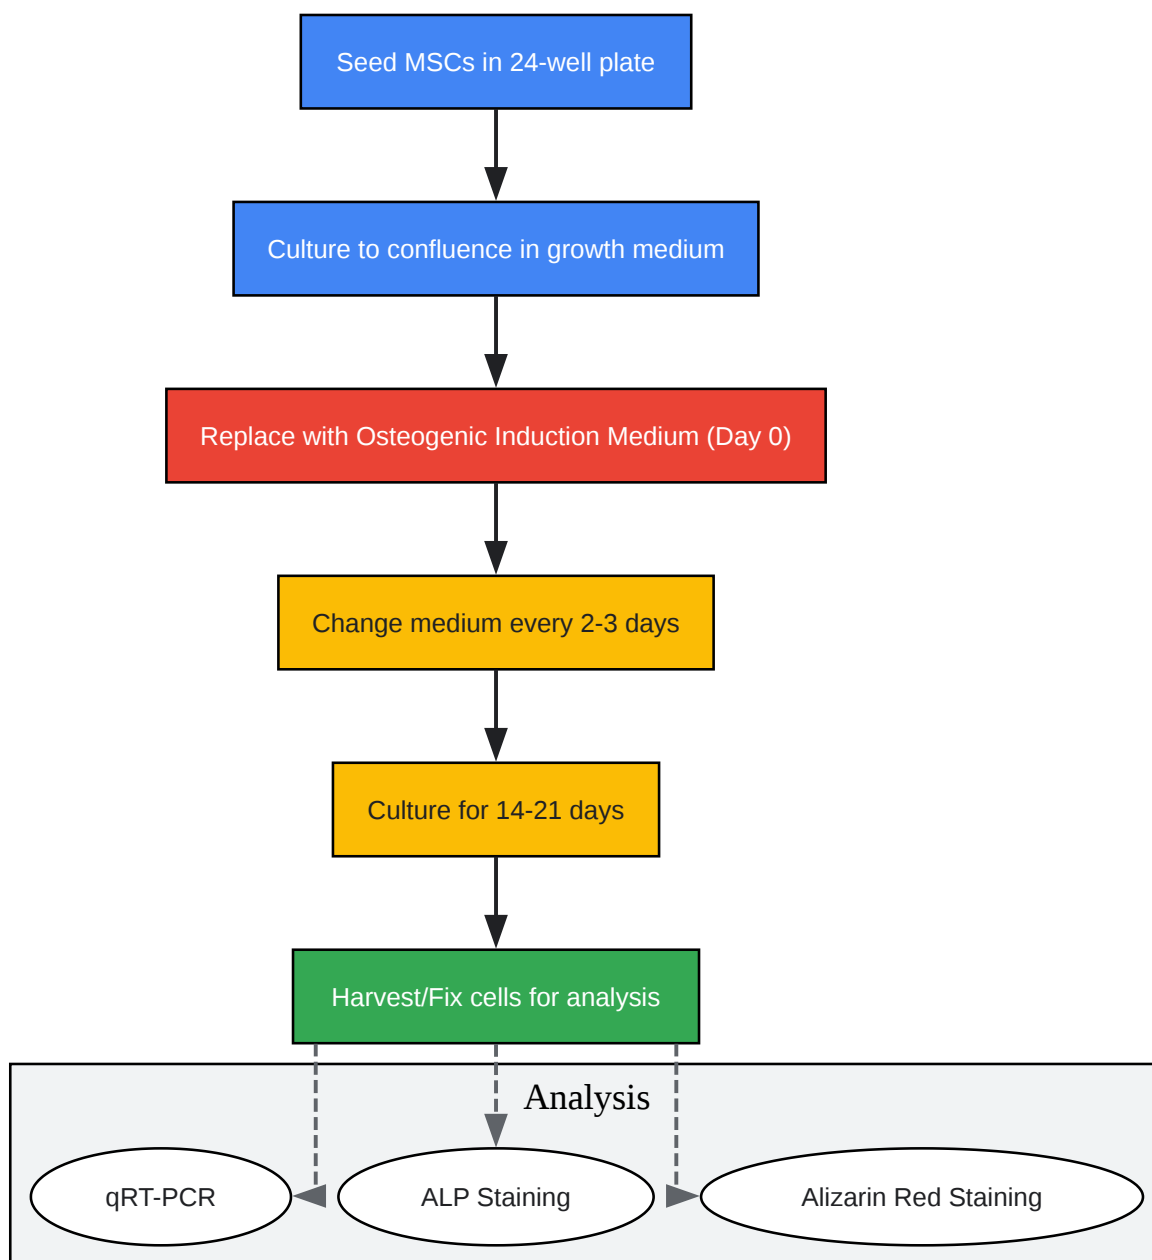 Seed MSCs in 24-well plate
Culture to confluence in growth medium
Replace with Osteogenic Induction Medium (Day 0)
Change medium every 2-3 days
Culture for 14-21 days
Harvest/Fix cells for analysis
Analysis
qRT-PCR
ALP Staining
Alizarin Red Staining